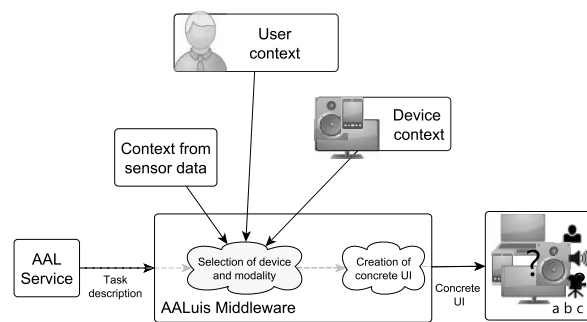 User
context
Device
context
Context from
sensor data
AAL
Service
Task
description
Selection of device
and modality
Creation of
concrete UI
AALuis Middleware
Concrete
UI
?
a b c